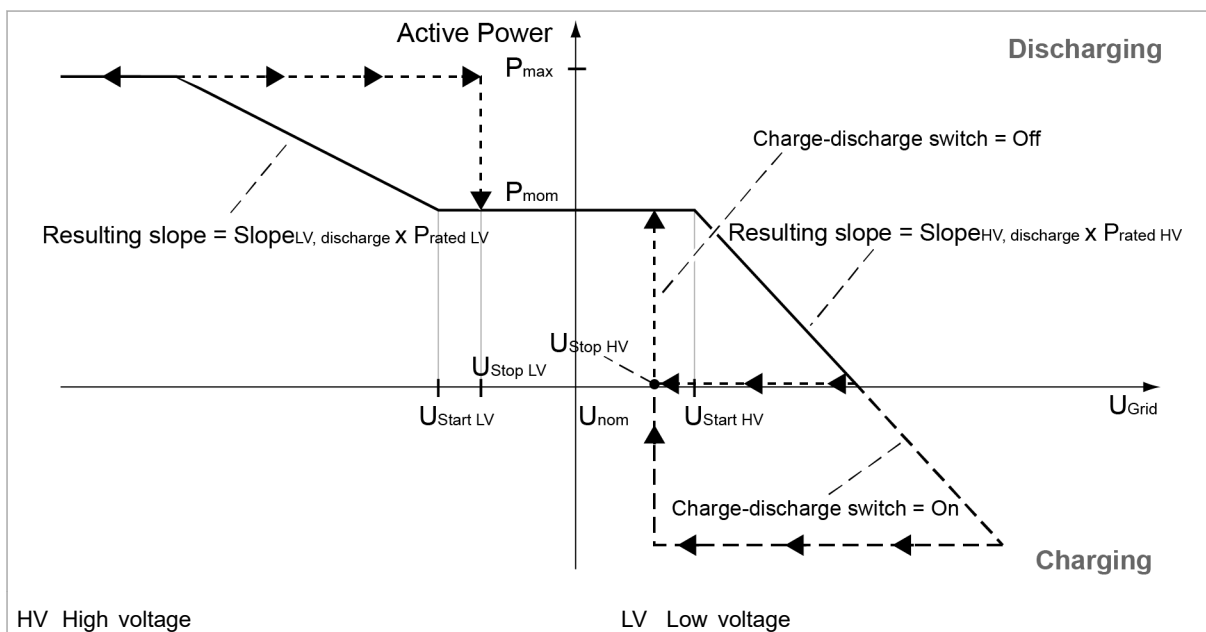 Active Power
Discharging
Pmax
Charge-discharge switch = Off
Pmom
Resulting slope = SlopeLV, discharge x Prated LV
Resulting slope = SlopeHV, discharge x Prated HV
UStop HV
UStop LV
UStart LV
Unom
UStart HV
UGrid
Charge-discharge switch = On
Charging
HV High voltage
LV Low voltage